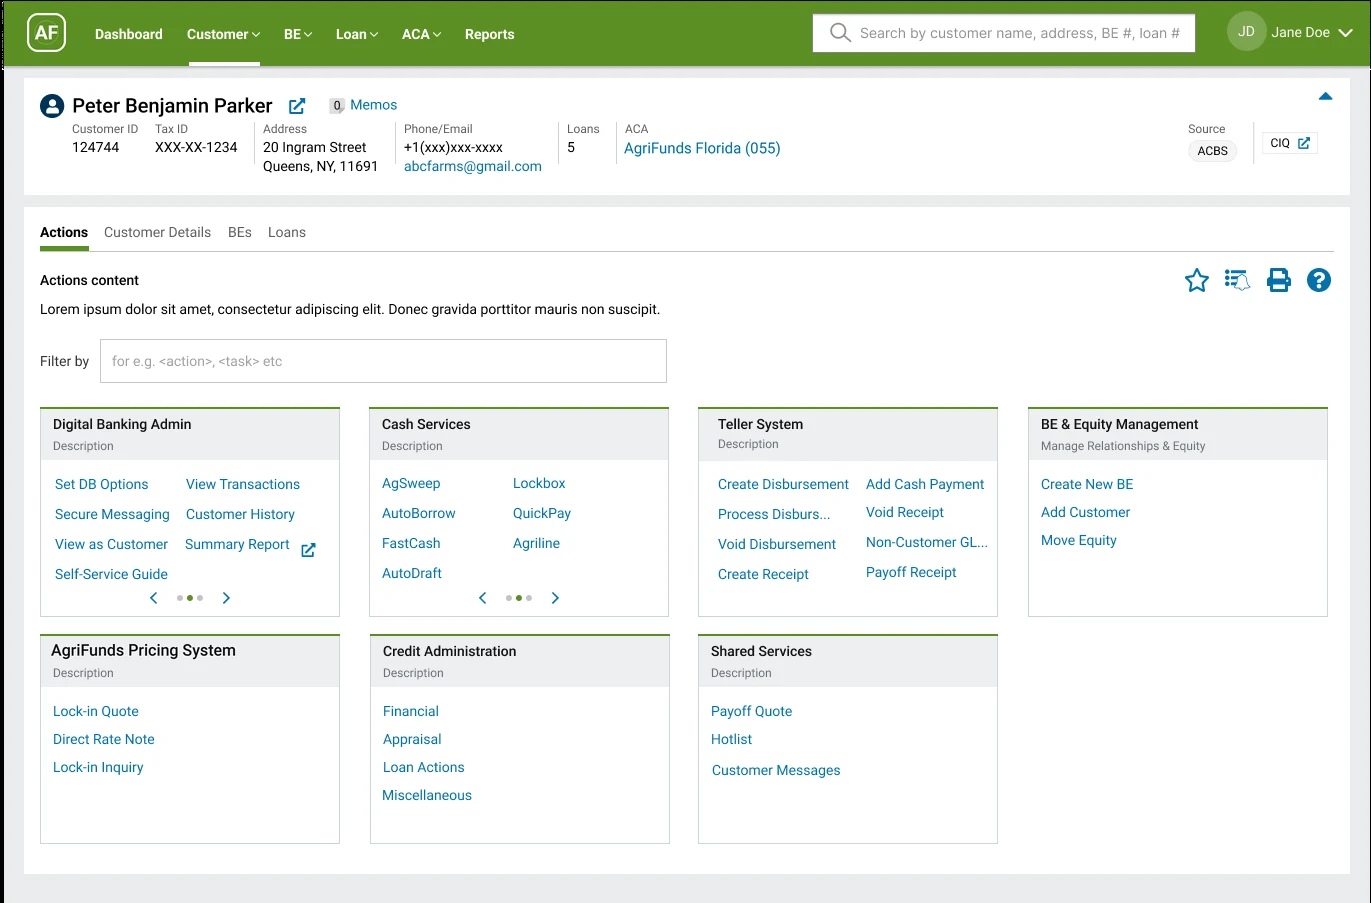 AF Dashboard Customer BE Loan ACA Reports Search by customer name, address, BE #, loan # JD Jane Doe
Peter Benjamin Parker 0 Memos
Customer ID Tax ID Address Phone/Email Loans ACA Source
124744 XXX-XX-1234 20 Ingram Street +1(xxx)xxx-xxxx 5 AgriFunds Florida (055) ACBS CIQ
Queens, NY, 11691 abcfarms@gmail.com
Actions Customer Details BEs Loans
Actions content
Lorem ipsum dolor sit amet, consectetur adipiscing elit. Donec gravida porttitor mauris non suscipit.
Filter by for e.g. <action>, <task> etc
Digital Banking Admin
Description
Set DB Options View Transactions
Secure Messaging Customer History
View as Customer Summary Report
Self-Service Guide
Cash Services
Description
AgSweep Lockbox
AutoBorrow QuickPay
FastCash Agriline
AutoDraft
Teller System
Description
Create Disbursement Add Cash Payment
Process Disburs... Void Receipt
Void Disbursement Non-Customer GL...
Create Receipt Payoff Receipt
BE & Equity Management
Manage Relationships & Equity
Create New BE
Add Customer
Move Equity
AgriFunds Pricing System
Description
Lock-in Quote
Direct Rate Note
Lock-in Inquiry
Credit Administration
Description
Financial
Appraisal
Loan Actions
Miscellaneous
Shared Services
Description
Payoff Quote
Hotlist
Customer Messages